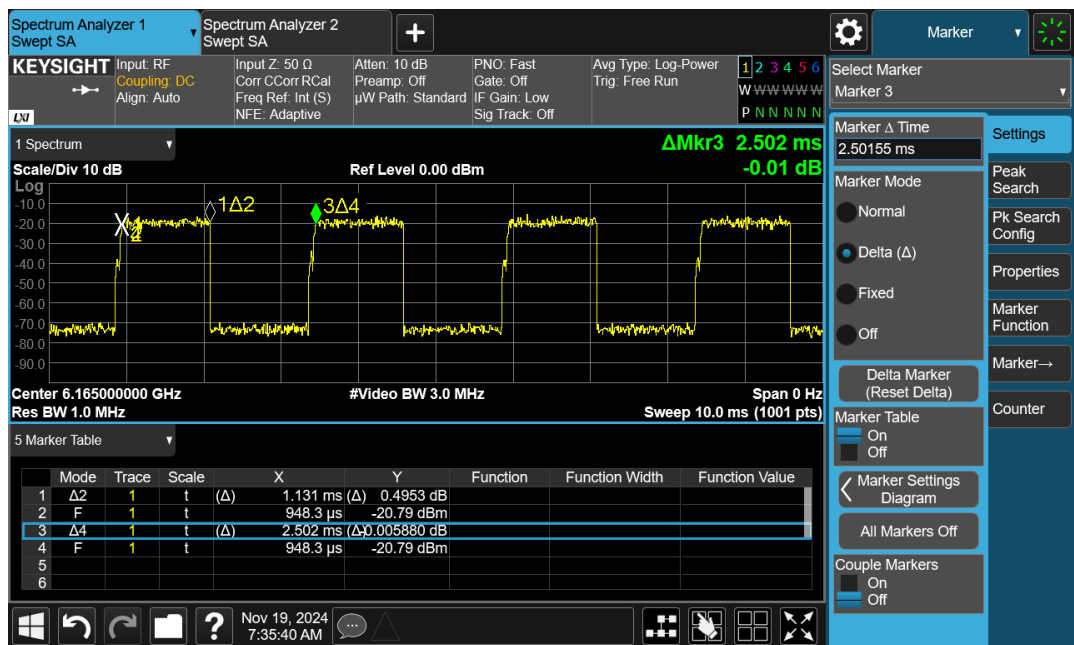 Spectrum Analyzer 1
Swept SA
Spectrum Analyzer 2
Swept SA
Marker
KEYSIGHT
LXI
Input: RF
Coupling: DC
Align: Auto
Input Z: 50 Ω
Corr CCorr RCal
Freq Ref: Int (S)
NFE: Adaptive
Atten: 10 dB
Preamp: Off
µW Path: Standard
PNO: Fast
Gate: Off
IF Gain: Low
Sig Track: Off
Avg Type: Log-Power
Trig: Free Run
1 2 3 4 5 6
W W W W W W
P N N N N N
Select Marker
Marker 3
1 Spectrum
ΔMkr3 2.502 ms
-0.01 dB
Scale/Div 10 dB
Ref Level 0.00 dBm
Log
-10.0
-20.0
-30.0
-40.0
-50.0
-60.0
-70.0
-80.0
-90.0
1Δ2
3Δ4
X
Center 6.165000000 GHz
#Video BW 3.0 MHz
Span 0 Hz
Res BW 1.0 MHz
Sweep 10.0 ms (1001 pts)
5 Marker Table
Mode Trace Scale X Y Function Function Width Function Value
1 Δ2 1 t (Δ) 1.131 ms (Δ) 0.4953 dB
2 F 1 t 948.3 µs -20.79 dBm
3 Δ4 1 t (Δ) 2.502 ms (Δ)-0.005880 dB
4 F 1 t 948.3 µs -20.79 dBm
5
6
Nov 19, 2024
7:35:40 AM
Marker Δ Time
2.50155 ms
Marker Mode
Normal
Delta (Δ)
Fixed
Off
Delta Marker
(Reset Delta)
Marker Table
On
Off
Marker Settings
Diagram
All Markers Off
Couple Markers
On
Off
Settings
Peak
Search
Pk Search
Config
Properties
Marker
Function
Marker→
Counter